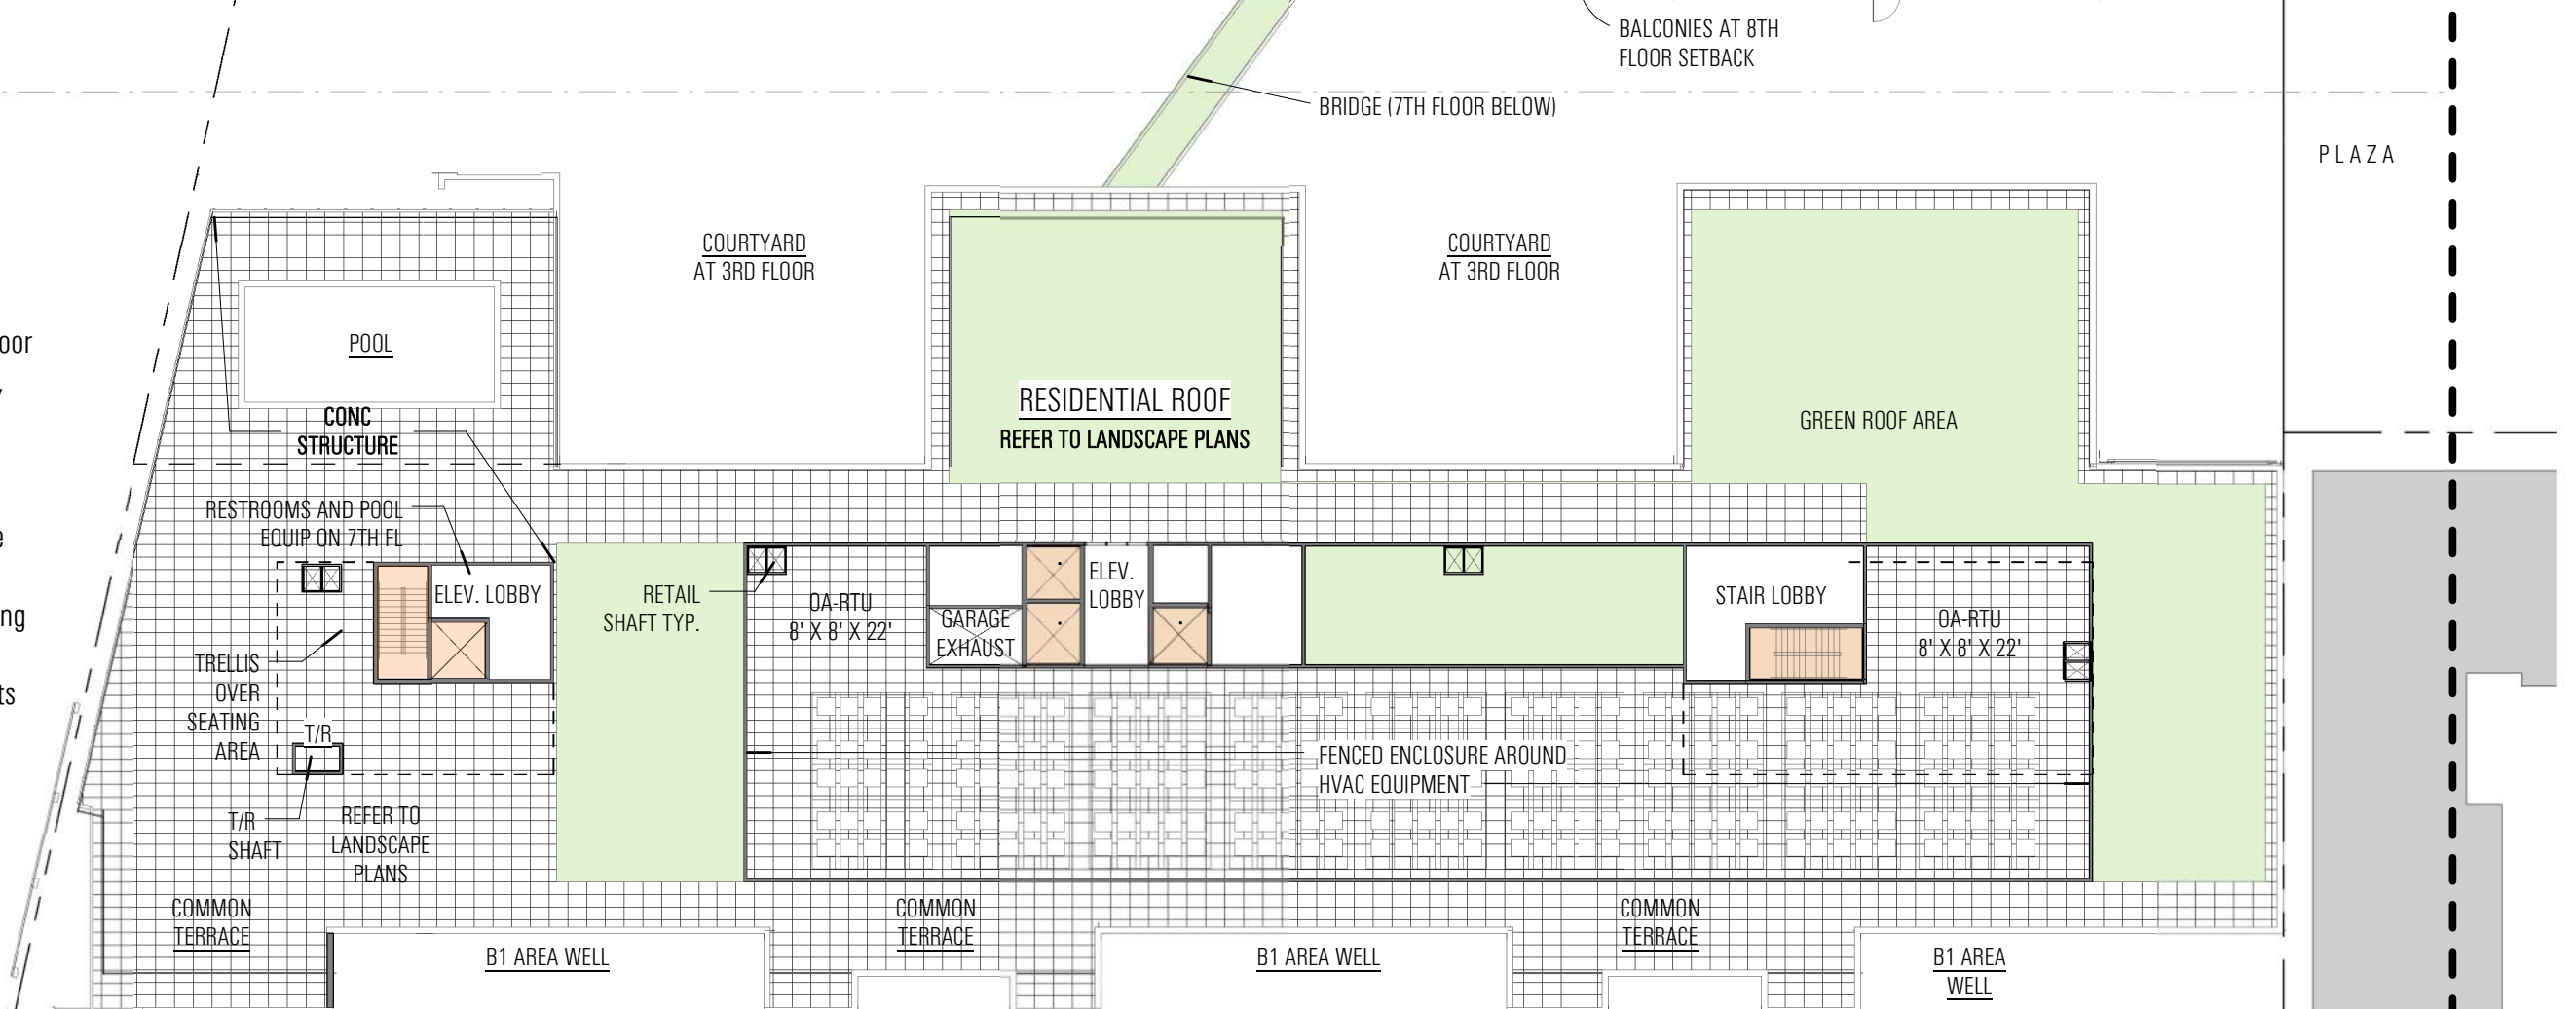 BALCONIES AT 8TH
FLOOR SETBACK
BRIDGE (7TH FLOOR BELOW)
PLAZA
COURTYARD
AT 3RD FLOOR
COURTYARD
AT 3RD FLOOR
oor
POOL
RESIDENTIAL ROOF
REFER TO LANDSCAPE PLANS
GREEN ROOF AREA
CONC
STRUCTURE
RESTROOMS AND POOL
EQUIP ON 7TH FL
e
ELEV. LOBBY
RETAIL
SHAFT TYP.
OA-RTU
8' X 8' X 22'
GARAGE
EXHAUST
ELEV.
LOBBY
STAIR LOBBY
OA-RTU
8' X 8' X 22'
ng
TRELLIS
OVER
SEATING
AREA
ts
T/R
FENCED ENCLOSURE AROUND
HVAC EQUIPMENT
T/R
SHAFT
REFER TO
LANDSCAPE
PLANS
COMMON
TERRACE
COMMON
TERRACE
COMMON
TERRACE
B1 AREA WELL
B1 AREA WELL
B1 AREA
WELL